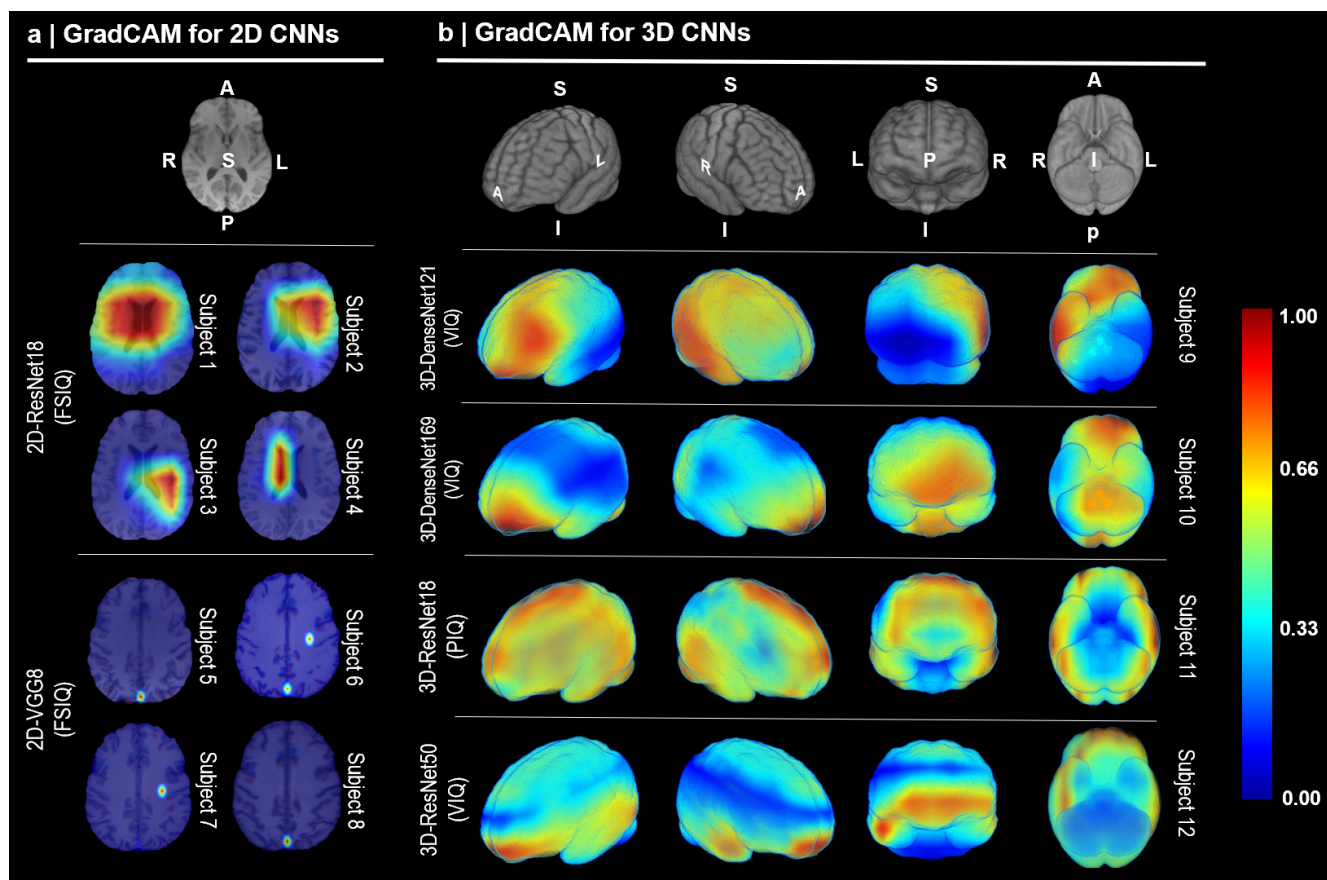 a | GradCAM for 2D CNNs
b | GradCAM for 3D CNNs
A
R
S
L
P
S
L
A
I
S
R
A
I
S
L
P
R
I
A
R
I
L
p
2D-ResNet18
(FSIQ)
Subject 1
Subject 2
Subject 3
Subject 4
2D-VGG8
(FSIQ)
Subject 5
Subject 6
Subject 7
Subject 8
3D-DenseNet121
(VIQ)
Subject 9
3D-DenseNet169
(VIQ)
Subject 10
3D-ResNet18
(PIQ)
Subject 11
3D-ResNet50
(VIQ)
Subject 12
1.00
0.66
0.33
0.00